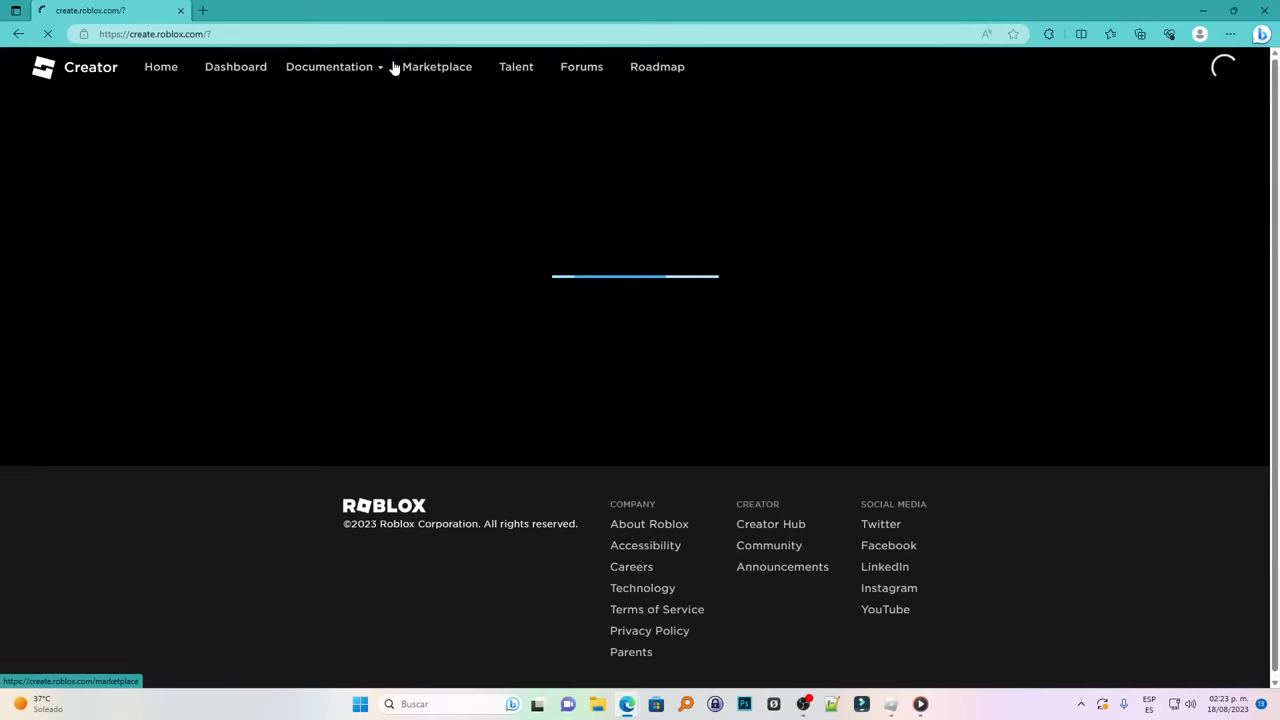 create.roblox.com/?
https://create.roblox.com/?
Creator Home Dashboard Documentation Marketplace Talent Forums Roadmap
ROBLOX
©2023 Roblox Corporation. All rights reserved.
COMPANY
About Roblox
Accessibility
Careers
Technology
Terms of Service
Privacy Policy
Parents
CREATOR
Creator Hub
Community
Announcements
SOCIAL MEDIA
Twitter
Facebook
LinkedIn
Instagram
YouTube
https://create.roblox.com/marketplace
37°C
Soleado
Buscar
Ps
ESP
ES
02:23 p. m.
18/08/2023
13